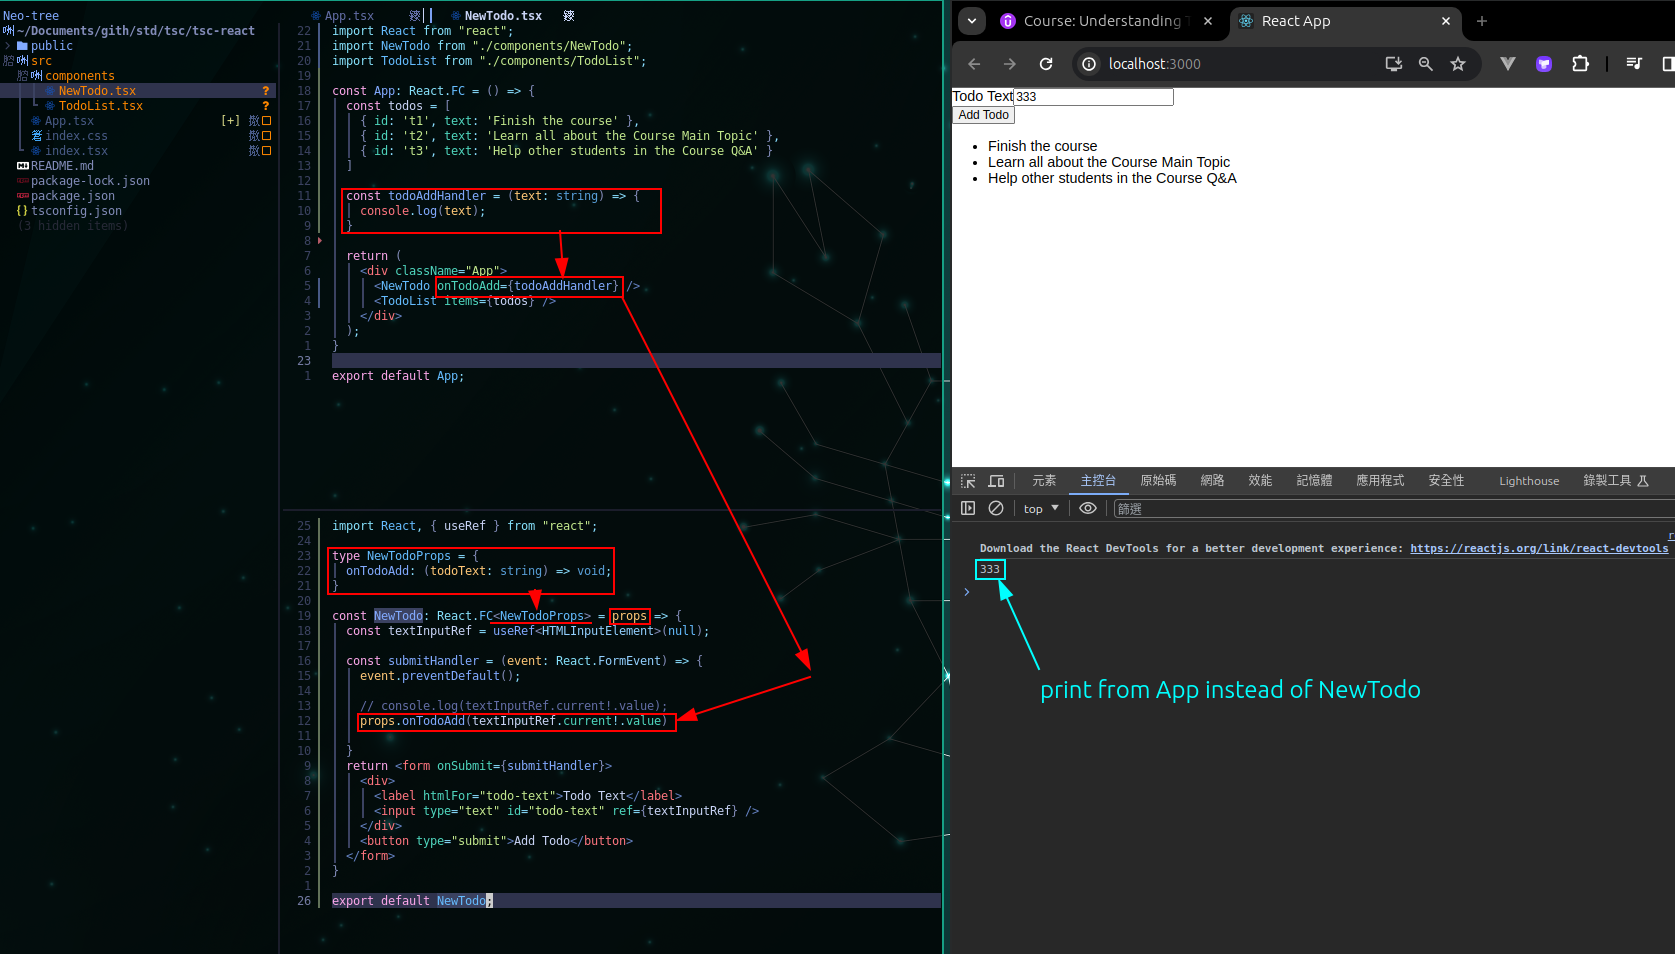 Neo-tree
~/Documents/gith/std/tsc/tsc-react
public
src
components
NewTodo.tsx ?
TodoList.tsx ?
App.tsx [+]
index.css
index.tsx
README.md
package-lock.json
package.json
tsconfig.json
(3 hidden items)
App.tsx NewTodo.tsx
22 import React from "react";
21 import NewTodo from "./components/NewTodo";
20 import TodoList from "./components/TodoList";
19
18 const App: React.FC = () => {
17 const todos = [
16 { id: 't1', text: 'Finish the course' },
15 { id: 't2', text: 'Learn all about the Course Main Topic' },
14 { id: 't3', text: 'Help other students in the Course Q&A' }
13 ]
12
11 const todoAddHandler = (text: string) => {
10 console.log(text);
9 }
8
7 return (
6 <div className="App">
5 <NewTodo onTodoAdd={todoAddHandler} />
4 <TodoList items={todos} />
3 </div>
2 );
1 }
23
1 export default App;
25 import React, { useRef } from "react";
24
23 type NewTodoProps = {
22 onTodoAdd: (todoText: string) => void;
21 }
20
19 const NewTodo: React.FC<NewTodoProps> = props => {
18 const textInputRef = useRef<HTMLInputElement>(null);
17
16 const submitHandler = (event: React.FormEvent) => {
15 event.preventDefault();
14
13 // console.log(textInputRef.current!.value);
12 props.onTodoAdd(textInputRef.current!.value)
11
10 }
9 return <form onSubmit={submitHandler}>
8 <div>
7 <label htmlFor="todo-text">Todo Text</label>
6 <input type="text" id="todo-text" ref={textInputRef} />
5 </div>
4 <button type="submit">Add Todo</button>
3 </form>
2 }
1
26 export default NewTodo;
Course: Understanding React App
localhost:3000
Todo Text 333
Add Todo
Finish the course
Learn all about the Course Main Topic
Help other students in the Course Q&A
元素 主控台 原始碼 網路 效能 記憶體 應用程式 安全性 Lighthouse 錄製工具
top 篩選
Download the React DevTools for a better development experience: https://reactjs.org/link/react-devtools
333
print from App instead of NewTodo